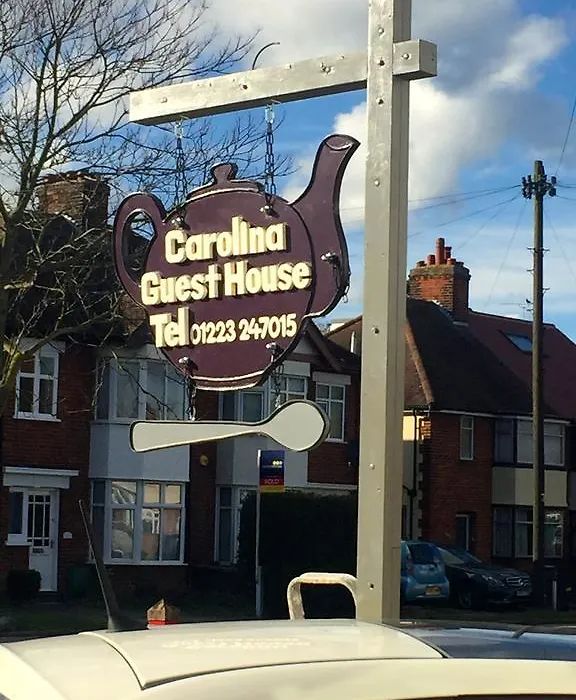 Carolina
Guest House
Tel 01223 247015
SOLD